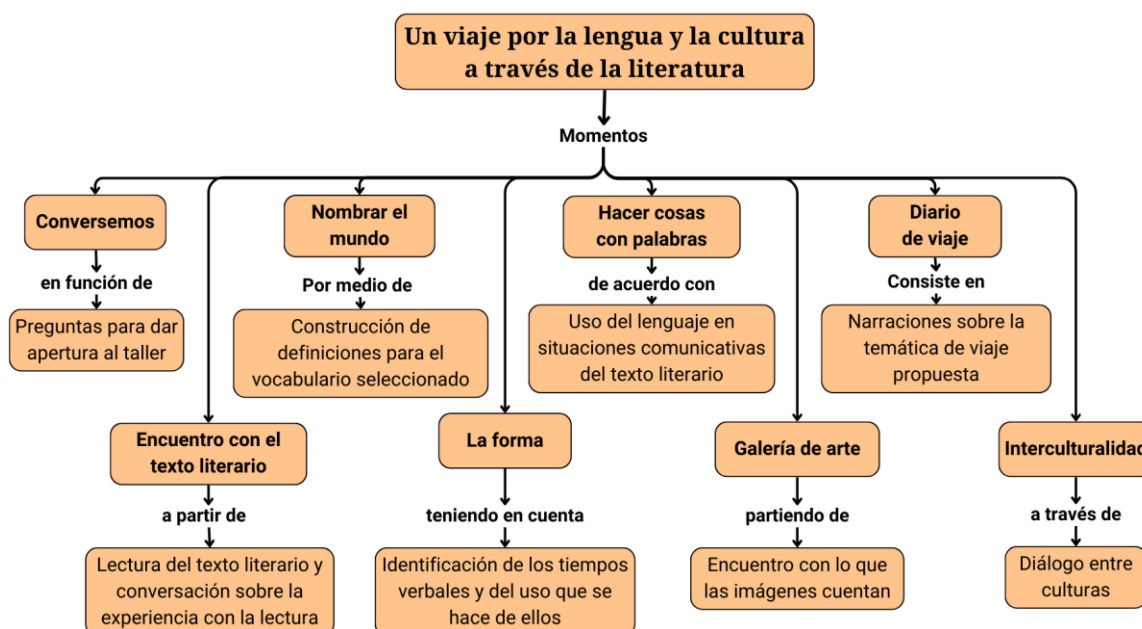 Un viaje por la lengua y la cultura
a través de la literatura
Momentos
Conversemos
en función de
Preguntas para dar
apertura al taller
Nombrar el
mundo
Por medio de
Construcción de
definiciones para el
vocabulario seleccionado
Hacer cosas
con palabras
de acuerdo con
Uso del lenguaje en
situaciones comunicativas
del texto literario
Diario
de viaje
Consiste en
Narraciones sobre la
temática de viaje
propuesta
Encuentro con el
texto literario
a partir de
Lectura del texto literario y
conversación sobre la
experiencia con la lectura
La forma
teniendo en cuenta
Identificación de los tiempos
verbales y del uso que se
hace de ellos
Galería de arte
partiendo de
Encuentro con lo que
las imágenes cuentan
Interculturalidad
a través de
Diálogo entre
culturas